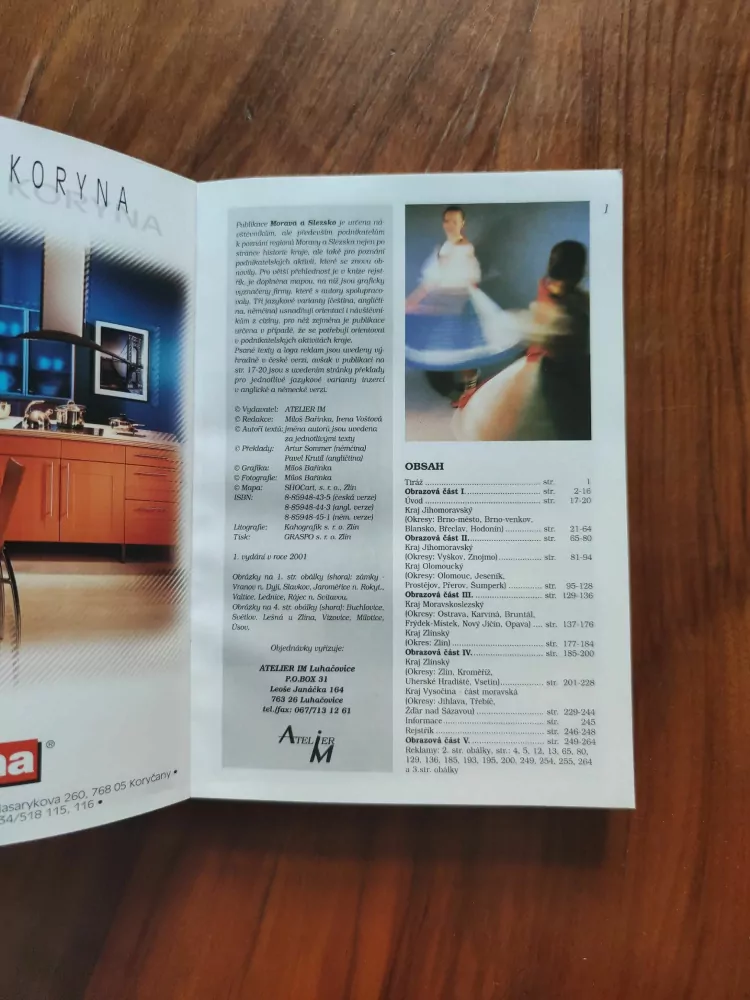 KORYNA
®
Masarykova 260, 768 05 Koryčany •
34/518 115, 116 •
1
Publikace Morava a Slezsko je určena ná-
vštěvníkům, ale především podnikatelům
k poznání regionů Moravy a Slezska nejen po
stránce historie kraje, ale také pro poznání
podnikatelských aktivit, které se znovu ob-
novily. Pro větší přehlednost je v knize rejst-
řík, je doplněna mapou, na níž jsou graficky
vyznačeny firmy, které s autory spolupraco-
valy. Tři jazykové varianty (čeština, angličti-
na, němčina) usnadňují orientaci i návštěvní-
kům z ciziny, pro něž zejména je publikace
určena v případě, že se potřebují orientovat
v podnikatelských aktivitách kraje.
Psané texty a loga reklam jsou uvedeny vý-
hradně v české verzi, avšak v publikaci na
str. 17-20 jsou s uvedením stránky překlady
pro jednotlivé jazykové varianty inzercí
v anglické a německé verzi.
© Vydavatel: ATELIER IM
© Redakce: Miloš Bařinka, Irena Voštová
© Autoři textů: jména autorů jsou uvedena
za jednotlivými texty
© Překlady: Artur Sommer (němčina)
Pavel Krutil (angličtina)
© Grafika: Miloš Bařinka
© Fotografie: Miloš Bařinka
© Mapa: SHOCart, s. r. o., Zlín
ISBN: 8-85948-43-5 (česká verze)
8-85948-44-3 (angl. verze)
8-85948-45-1 (něm. verze)
Litografie: Kahografik s. r. o. Zlín
Tisk: GRASPO s. r. o. Zlín
1. vydání v roce 2001
Obrázky na 1. str. obálky (shora): zámky -
Vranov n. Dyjí, Slavkov, Jaroměřice n. Rokyt.,
Valtice, Lednice, Rájec n. Svitavou.
Obrázky na 4. str. obálky (shora): Buchlovice,
Světlov, Lešná u Zlína, Vizovice, Milotice,
Úsov.
Objednávky vyřizuje:
ATELIER IM Luhačovice
P.O.BOX 31
Leoše Janáčka 164
763 26 Luhačovice
tel./fax: 067/713 12 61
ATELIER
IM
OBSAH
Tiráž ..... str. 1
Obrazová část I. ..... str. 2-16
Úvod ..... str. 17-20
Kraj Jihomoravský
(Okresy: Brno-město, Brno-venkov,
Blansko, Břeclav, Hodonín) ..... str. 21-64
Obrazová část II. ..... str. 65-80
Kraj Jihomoravský
(Okresy: Vyškov, Znojmo) ..... str. 81-94
Kraj Olomoucký
(Okresy: Olomouc, Jeseník,
Prostějov, Přerov, Šumperk) ..... str. 95-128
Obrazová část III. ..... str. 129-136
Kraj Moravskoslezský
(Okresy: Ostrava, Karviná, Bruntál,
Frýdek-Místek, Nový Jičín, Opava) .... str. 137-176
Kraj Zlínský
(Okres: Zlín) ..... str. 177-184
Obrazová část IV. ..... str. 185-200
Kraj Zlínský
(Okresy: Zlín, Kroměříž,
Uherské Hradiště, Vsetín) ..... str. 201-228
Kraj Vysočina - část moravská
(Okresy: Jihlava, Třebíč,
Žďár nad Sázavou) ..... str. 229-244
Informace ..... str. 245
Rejstřík ..... str. 246-248
Obrazová část V. ..... str. 249-264
Reklamy: 2. str. obálky, str.: 4, 5, 12, 13, 65, 80,
129, 136, 185, 193, 195, 200, 249, 254, 255, 264
a 3.str. obálky